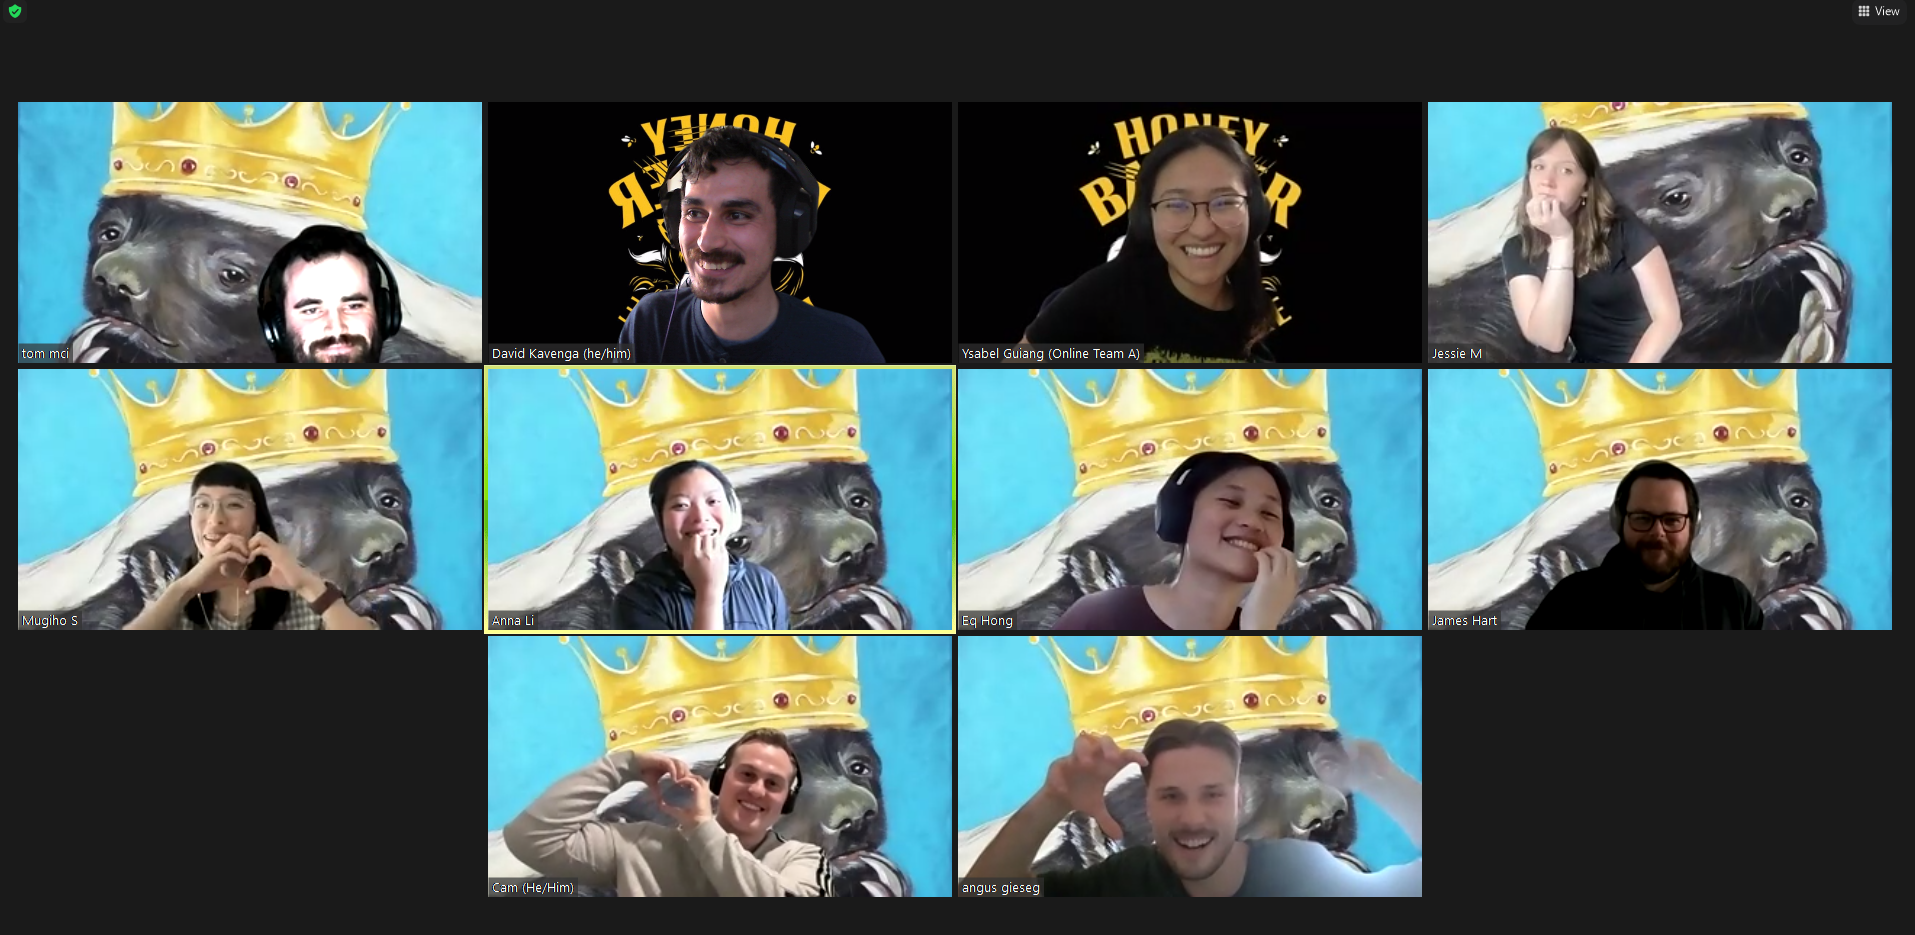 View
HONEY
tom mci
David Kavenga (he/him)
HONEY
Ysabel Guiang (Online Team A)
Jessie M
Mugiho S
Anna Li
Eq Hong
James Hart
Cam (He/Him)
angus gieseg